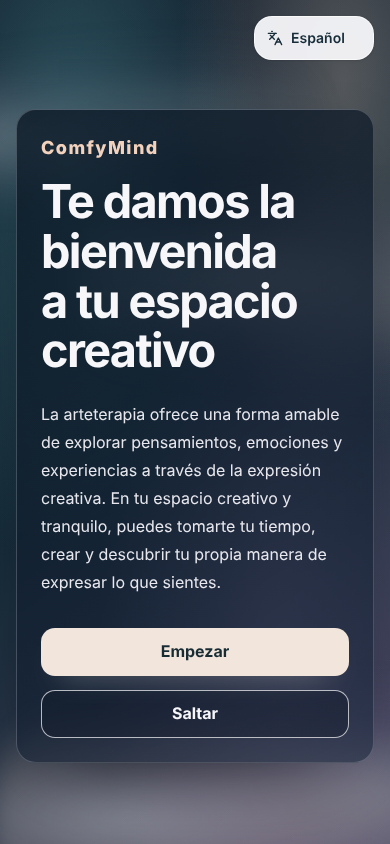 Español
ComfyMind
Te damos la
bienvenida
a tu espacio
creativo
La arteterapia ofrece una forma amable
de explorar pensamientos, emociones y
experiencias a través de la expresión
creativa. En tu espacio creativo y
tranquilo, puedes tomarte tu tiempo,
crear y descubrir tu propia manera de
expresar lo que sientes.
Empezar
Saltar